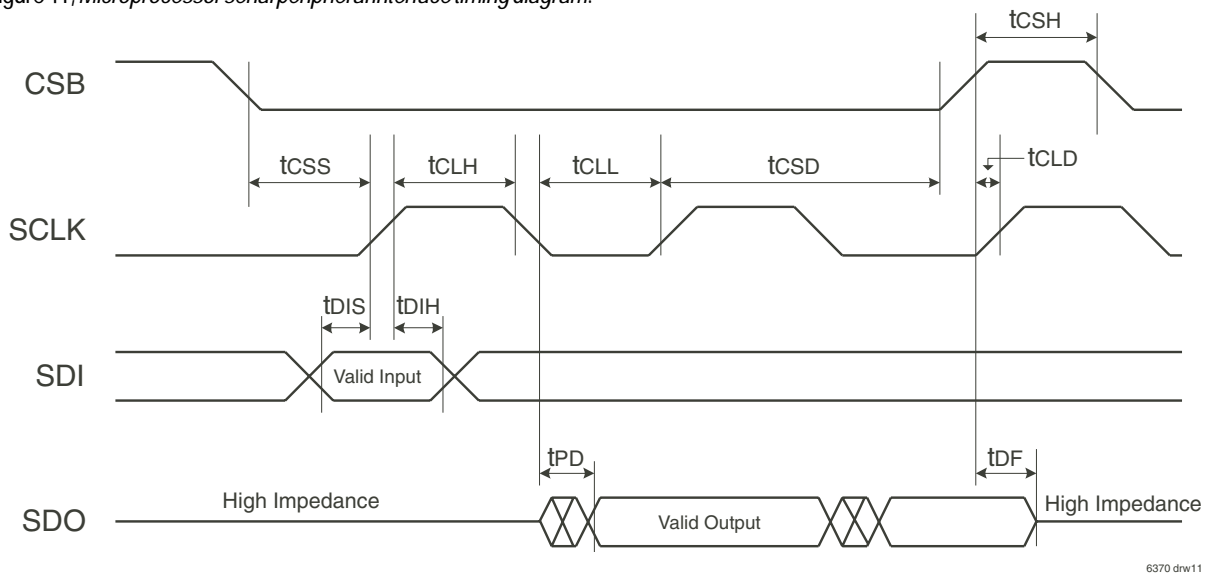 tCSH
CSB
tCSS
tCLH
tCLL
tCSD
tCLD
SCLK
tDIS
tDIH
SDI
Valid Input
tPD
tDF
High Impedance
High Impedance
SDO
Valid Output
6370 drw11